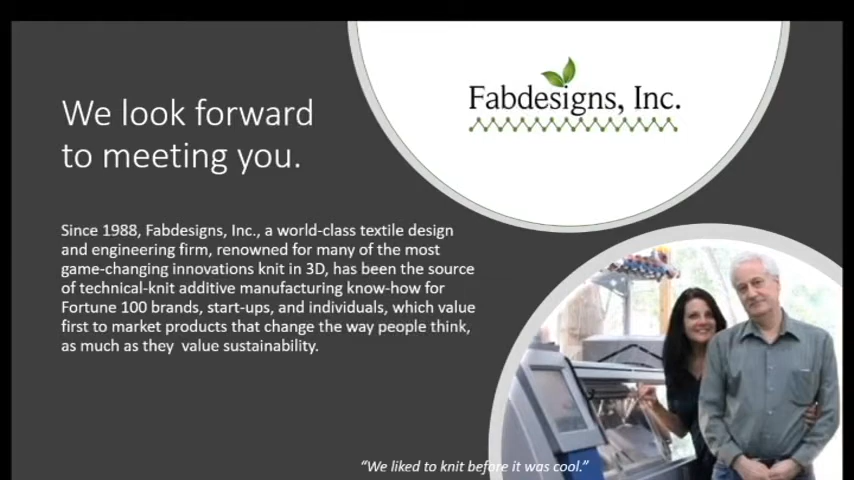 We look forward
to meeting you.
Fabdesigns, Inc.
Since 1988, Fabdesigns, Inc., a world-class textile design
and engineering firm, renowned for many of the most
game-changing innovations knit in 3D, has been the source
of technical-knit additive manufacturing know-how for
Fortune 100 brands, start-ups, and individuals, which value
first to market products that change the way people think,
as much as they  value sustainability.
“We liked to knit before it was cool.”